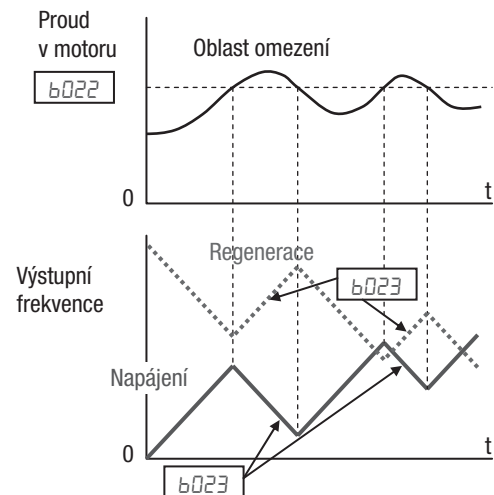 Proud
v motoru
Oblast omezení
b022
0
t
Regenerace
b023
Výstupní
frekvence
Napájení
0
t
b023